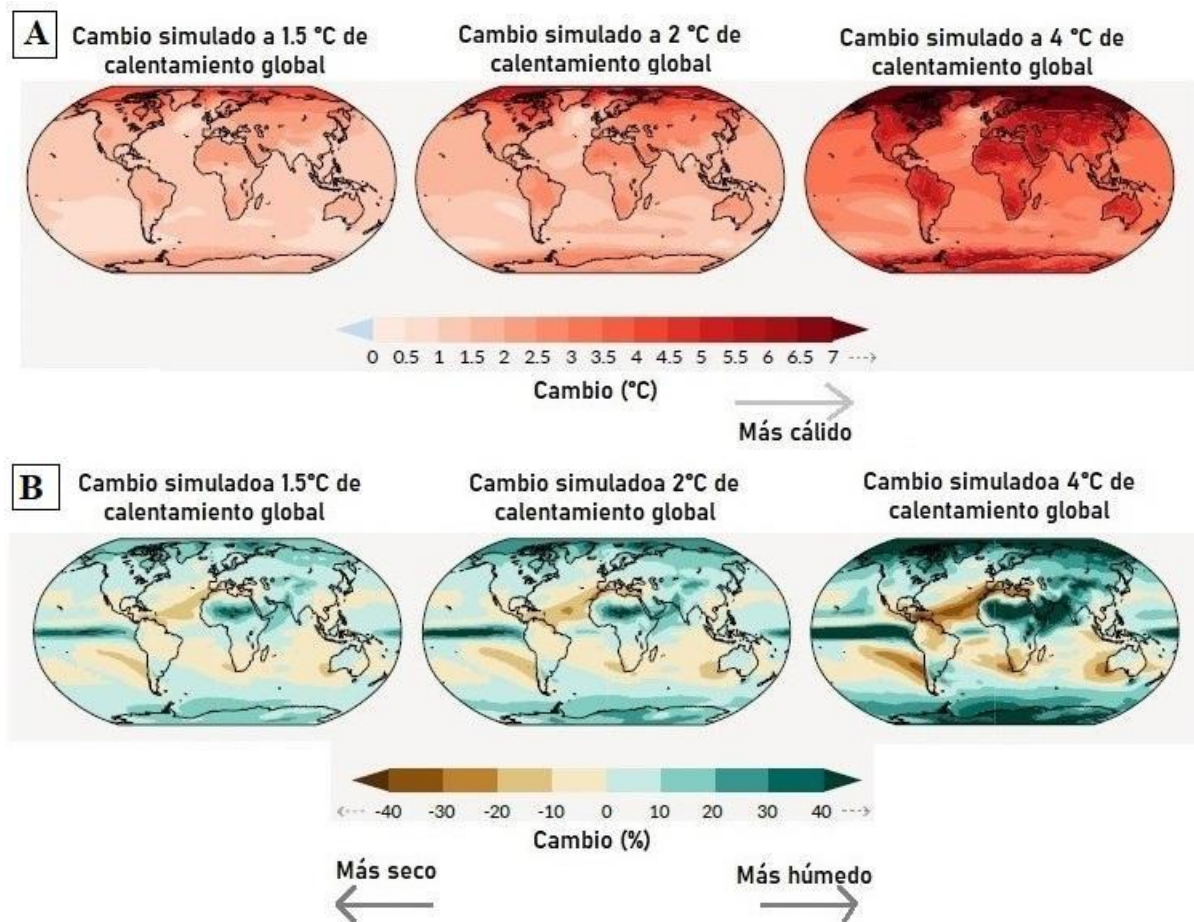 A
Cambio simulado a 1.5 °C de
calentamiento global
Cambio simulado a 2 °C de
calentamiento global
Cambio simulado a 4 °C de
calentamiento global
0 0.5 1 1.5 2 2.5 3 3.5 4 4.5 5 5.5 6 6.5 7
Cambio (°C)
Más cálido
B
Cambio simuladoa 1.5°C de
calentamiento global
Cambio simuladoa 2°C de
calentamiento global
Cambio simuladoa 4°C de
calentamiento global
-40 -30 -20 -10 0 10 20 30 40
Cambio (%)
Más seco
Más húmedo